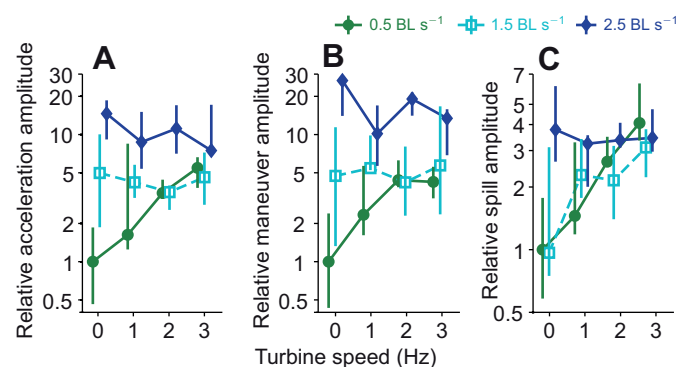 0.5 BL s⁻¹ 1.5 BL s⁻¹ 2.5 BL s⁻¹
A
Relative acceleration amplitude
30
20
10
5
2
1
0.5
0 1 2 3
B
Relative maneuver amplitude
30
20
10
5
2
1
0.5
0 1 2 3
C
Relative spill amplitude
7
5
4
3
2
1
0.5
0 1 2 3
Turbine speed (Hz)